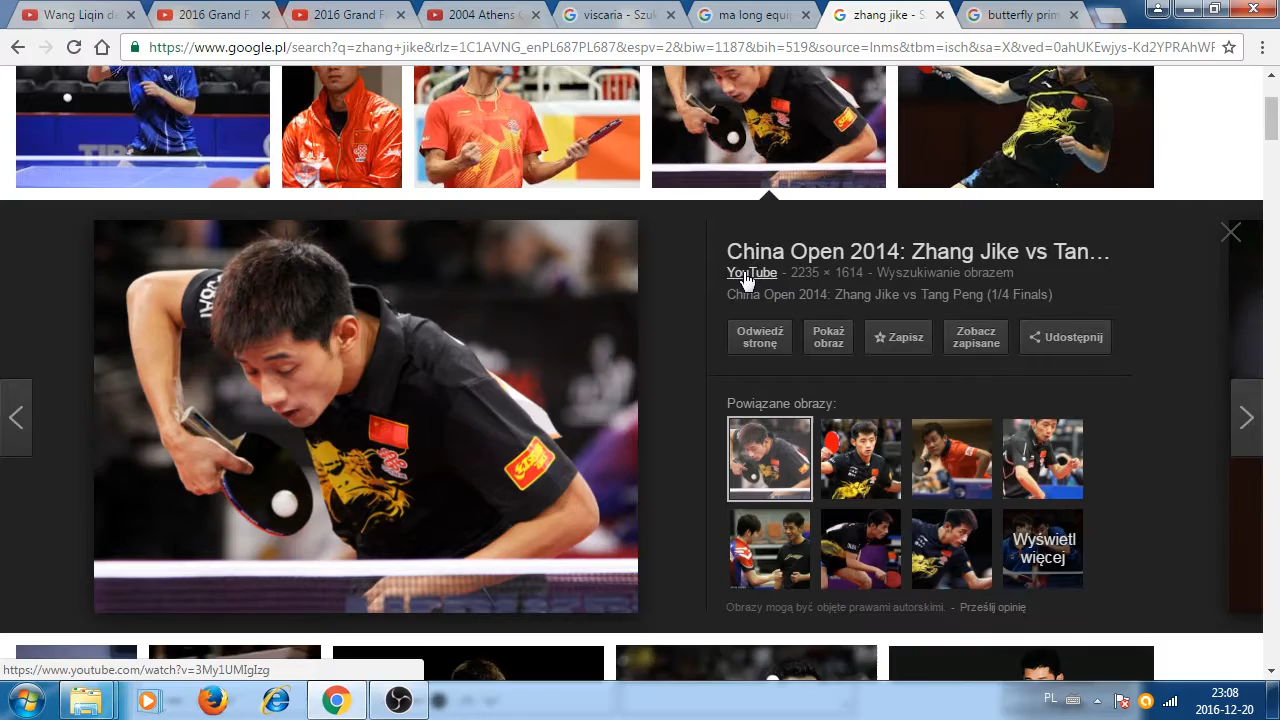 Wang Liqin de
2016 Grand F
2016 Grand F
2004 Athens
viscaria - Szuk
ma long equip
zhang jike - S
butterfly prim
https://www.google.pl/search?q=zhang+jike&rlz=1C1AVNG_enPL687PL687&espv=2&biw=1187&bih=519&source=lnms&tbm=isch&sa=X&ved=0ahUKEwjys-Kd2YPRAhWP
China Open 2014: Zhang Jike vs Tan...
YouTube - 2235 × 1614 - Wyszukiwanie obrazem
China Open 2014: Zhang Jike vs Tang Peng (1/4 Finals)
Odwiedź stronę
Pokaż obraz
Zapisz
Zobacz zapisane
Udostępnij
Powiązane obrazy:
Wyświetl więcej
Obrazy mogą być objęte prawami autorskimi. - Prześlij opinię
https://www.youtube.com/watch?v=3My1UMIgIzg
PL
23:08
2016-12-20